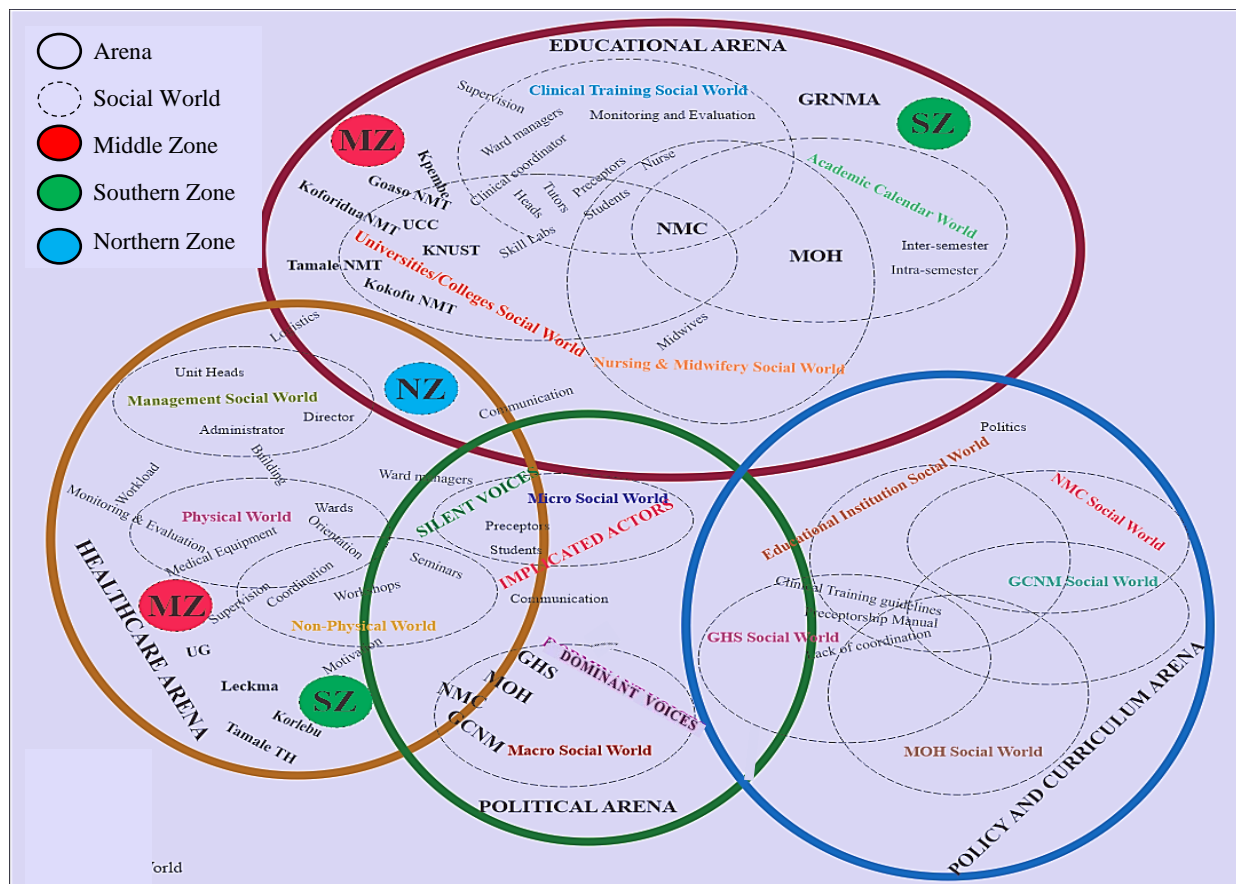 Arena
Social World
Middle Zone
Southern Zone
Northern Zone
EDUCATIONAL ARENA
Clinical Training Social World
Supervision
Monitoring and Evaluation
GRNMA
SZ
MZ
Ward managers
Clinical coordinator
Kpembe
Goaso NMT
KoforiduaNMT
UCC
KNUST
Tamale NMT
Kokofu NMT
Heads
Tutors
Preceptors
Students
Nurse
Skill Labs
NMC
MOH
Academic Calendar World
Inter-semester
Intra-semester
Universities/Colleges Social World
Midwives
Nursing & Midwifery Social World
Logistics
Unit Heads
Management Social World
Director
Administrator
NZ
Communication
Building
Workload
Monitoring & Evaluation
Physical World
Wards
Orientation
Medical Equipment
Ward managers
SILENT VOICES
Micro Social World
Preceptors
Students
IMPLICATED ACTORS
Communication
HEALTHCARE ARENA
MZ
Supervision
Coordination
Seminars
Workshops
Non-Physical World
Motivation
UG
Leckma
SZ
Korlebu
Tamale TH
GHS
MOH
NMC
GCNM
F
DOMINANT VOICES
Macro Social World
POLITICAL ARENA
Politics
Educational Institution Social World
NMC Social World
GCNM Social World
Clinical Training guidelines
Preceptorship Manual
Lack of coordination
GHS Social World
MOH Social World
POLICY AND CURRICULUM ARENA
orld